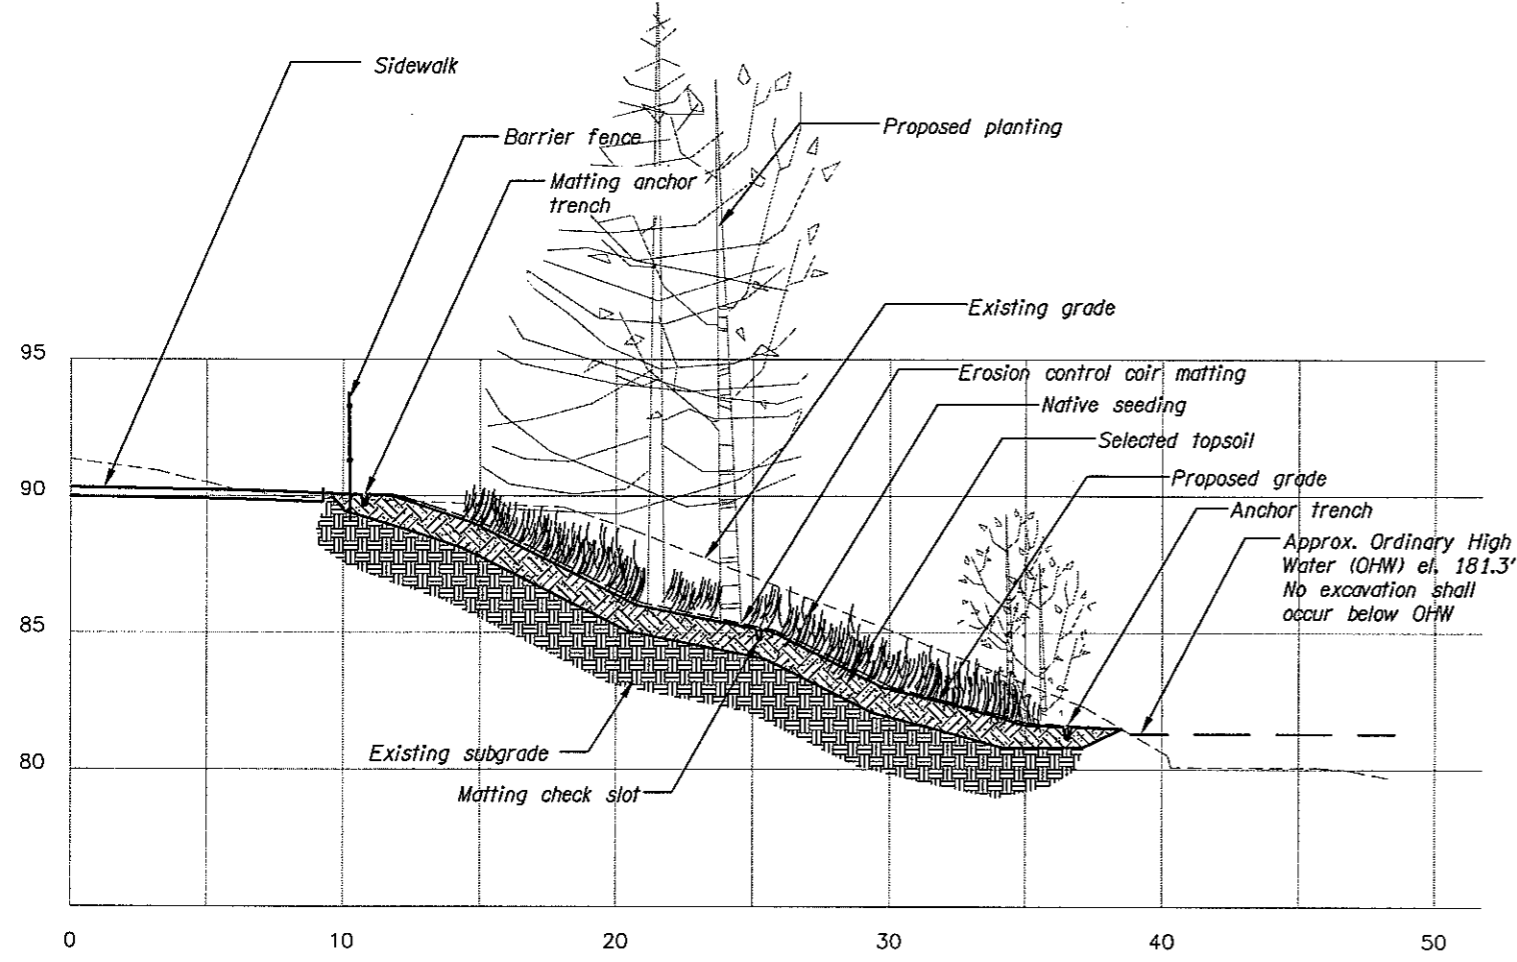 Sidewalk
Barrier fence
Proposed planting
Matting anchor
trench
Existing grade
95
Erosion control coir matting
Native seeding
Selected topsoil
Proposed grade
90
Anchor trench
Approx. Ordinary High
Water (OHW) el. 181.3'
No excavation shall
occur below OHW
85
Existing subgrade
80
Matting check slot
0 10 20 30 40 50